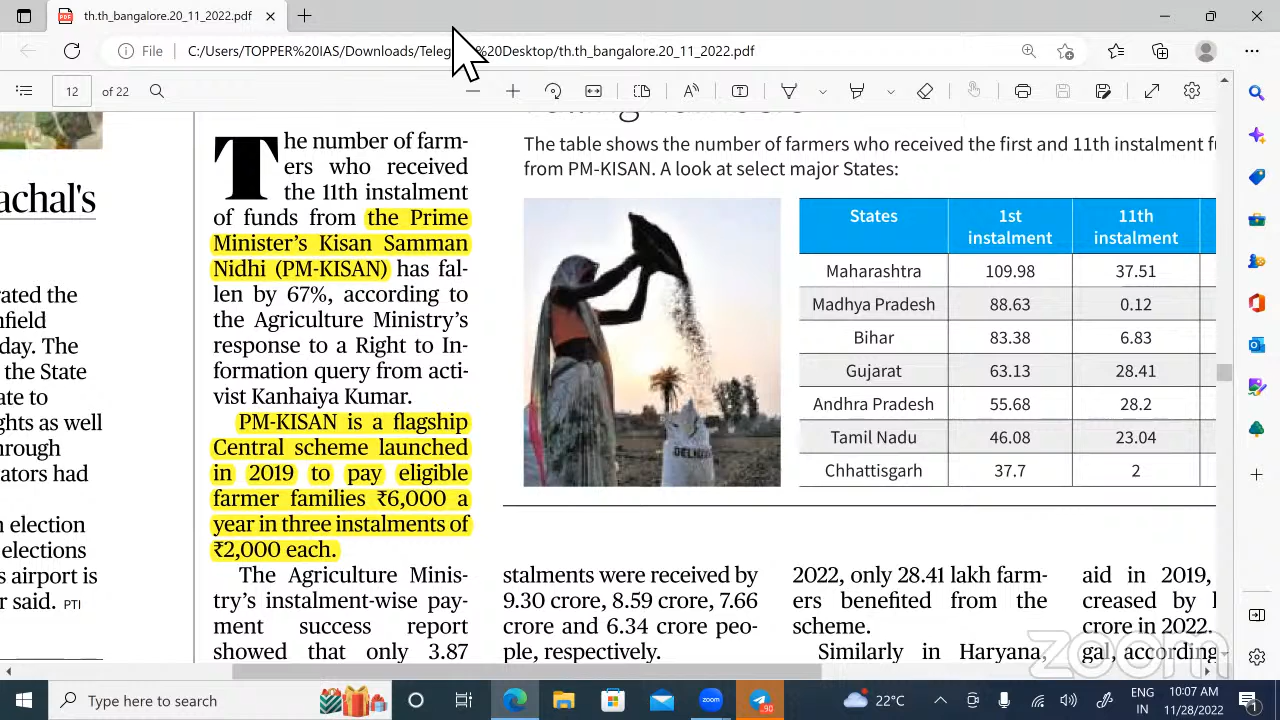 th.th_bangalore.20_11_2022.pdf
File C:/Users/TOPPER%20IAS/Downloads/Teleg %20Desktop/th.th_bangalore.20_11_2022.pdf
12 of 22
achal's
rated the
nfield
day. The
the State
ate to
ghts as well
hrough
ators had
n election
elections
s airport is
r said. PTI
The number of farm-
ers who received
the 11th instalment
of funds from the Prime
Minister’s Kisan Samman
Nidhi (PM-KISAN) has fal-
len by 67%, according to
the Agriculture Ministry’s
response to a Right to In-
formation query from acti-
vist Kanhaiya Kumar.
PM-KISAN is a flagship
Central scheme launched
in 2019 to pay eligible
farmer families ₹6,000 a
year in three instalments of
₹2,000 each.
The Agriculture Minis-
try’s instalment-wise pay-
ment success report
showed that only 3.87
The table shows the number of farmers who received the first and 11th instalment f
from PM-KISAN. A look at select major States:
States 1st instalment 11th instalment
Maharashtra 109.98 37.51
Madhya Pradesh 88.63 0.12
Bihar 83.38 6.83
Gujarat 63.13 28.41
Andhra Pradesh 55.68 28.2
Tamil Nadu 46.08 23.04
Chhattisgarh 37.7 2
stalments were received by
9.30 crore, 8.59 crore, 7.66
crore and 6.34 crore peo-
ple, respectively.
2022, only 28.41 lakh farm-
ers benefited from the
scheme.
Similarly in Haryana,
aid in 2019,
creased by
crore in 2022.
gal, according
zoom
Type here to search
zoom
90
22°C
ENG
IN
10:07 AM
11/28/2022
1